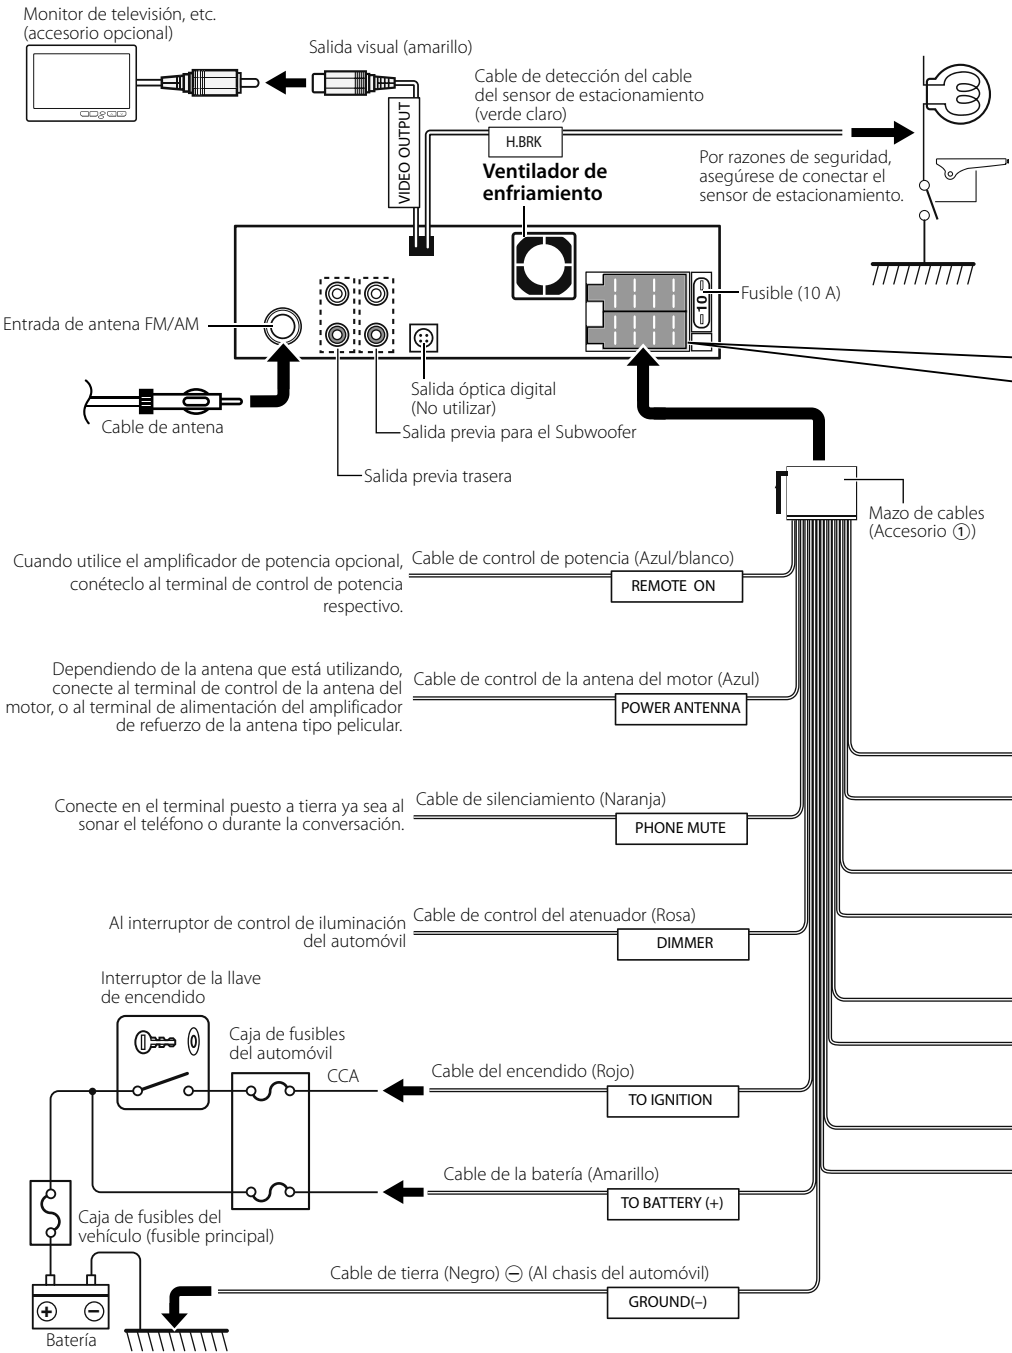 Monitor de televisión, etc.
(accesorio opcional)
Salida visual (amarillo)
VIDEO OUTPUT
Cable de detección del cable
del sensor de estacionamiento
(verde claro)
H.BRK
Por razones de seguridad,
asegúrese de conectar el
sensor de estacionamiento.
Ventilador de
enfriamiento
10
Fusible (10 A)
Entrada de antena FM/AM
Cable de antena
Salida óptica digital
(No utilizar)
Salida previa para el Subwoofer
Salida previa trasera
Mazo de cables
(Accesorio ①)
Cuando utilice el amplificador de potencia opcional,
conéteclo al terminal de control de potencia
respectivo.
Cable de control de potencia (Azul/blanco)
REMOTE ON
Dependiendo de la antena que está utilizando,
conecte al terminal de control de la antena del
motor, o al terminal de alimentación del amplificador
de refuerzo de la antena tipo pelicular.
Cable de control de la antena del motor (Azul)
POWER ANTENNA
Conecte en el terminal puesto a tierra ya sea al
sonar el teléfono o durante la conversación.
Cable de silenciamiento (Naranja)
PHONE MUTE
Al interruptor de control de iluminación
del automóvil
Cable de control del atenuador (Rosa)
DIMMER
Interruptor de la llave
de encendido
Caja de fusibles
del automóvil
CCA
Cable del encendido (Rojo)
TO IGNITION
Cable de la batería (Amarillo)
TO BATTERY (+)
Caja de fusibles del
vehículo (fusible principal)
Cable de tierra (Negro) ⊖ (Al chasis del automóvil)
GROUND(–)
⊕ ⊖
Batería